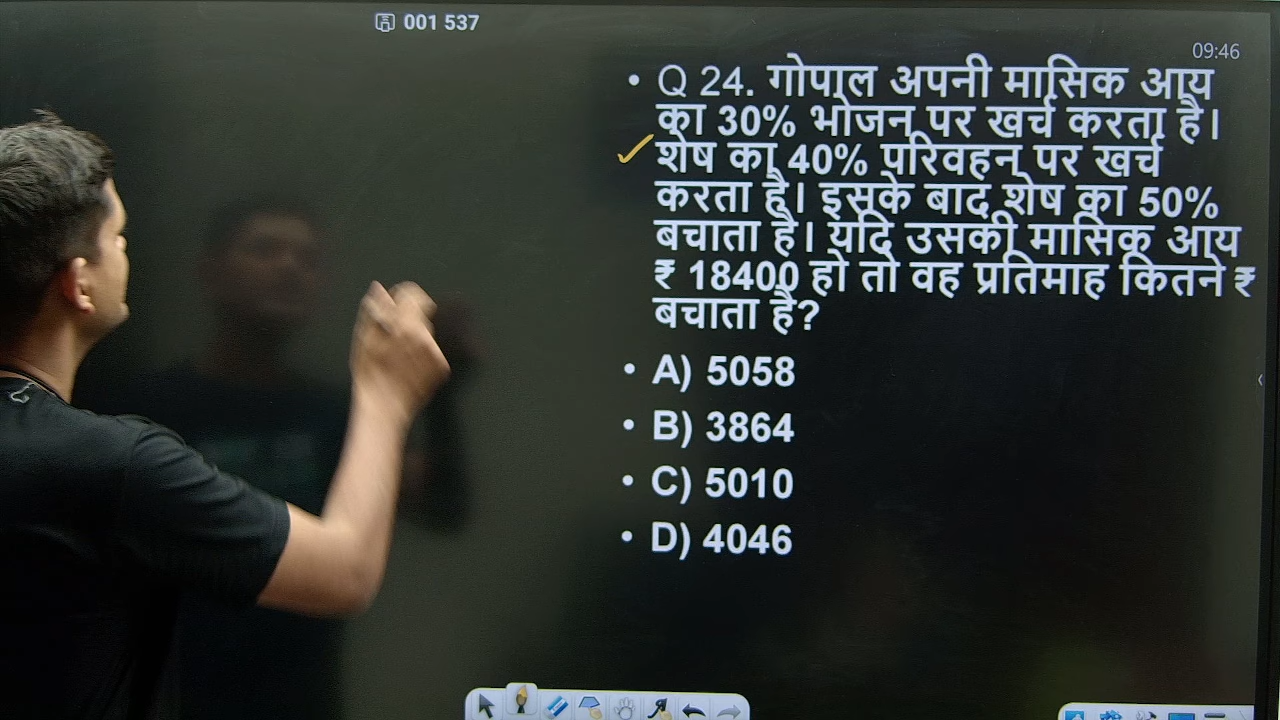 001 537
09:46
• Q 24. गोपाल अपनी मासिक आय
का 30% भोजन पर खर्च करता है।
शेष का 40% परिवहन पर खर्च
करता है। इसके बाद शेष का 50%
बचाता है। यदि उसकी मासिक आय
₹ 18400 हो तो वह प्रतिमाह कितने ₹
बचाता है?
• A) 5058
• B) 3864
• C) 5010
• D) 4046